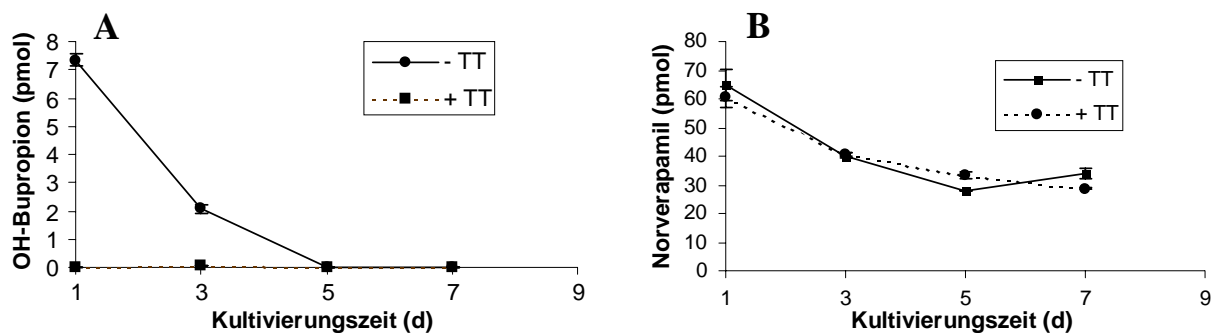 A
OH-Bupropion (pmol)
8
7
6
5
4
3
2
1
0
1 3 5 7 9
Kultivierungszeit (d)
- TT
+ TT
B
Norverapamil (pmol)
80
70
60
50
40
30
20
10
0
1 3 5 7 9
Kultivierungszeit (d)
- TT
+ TT